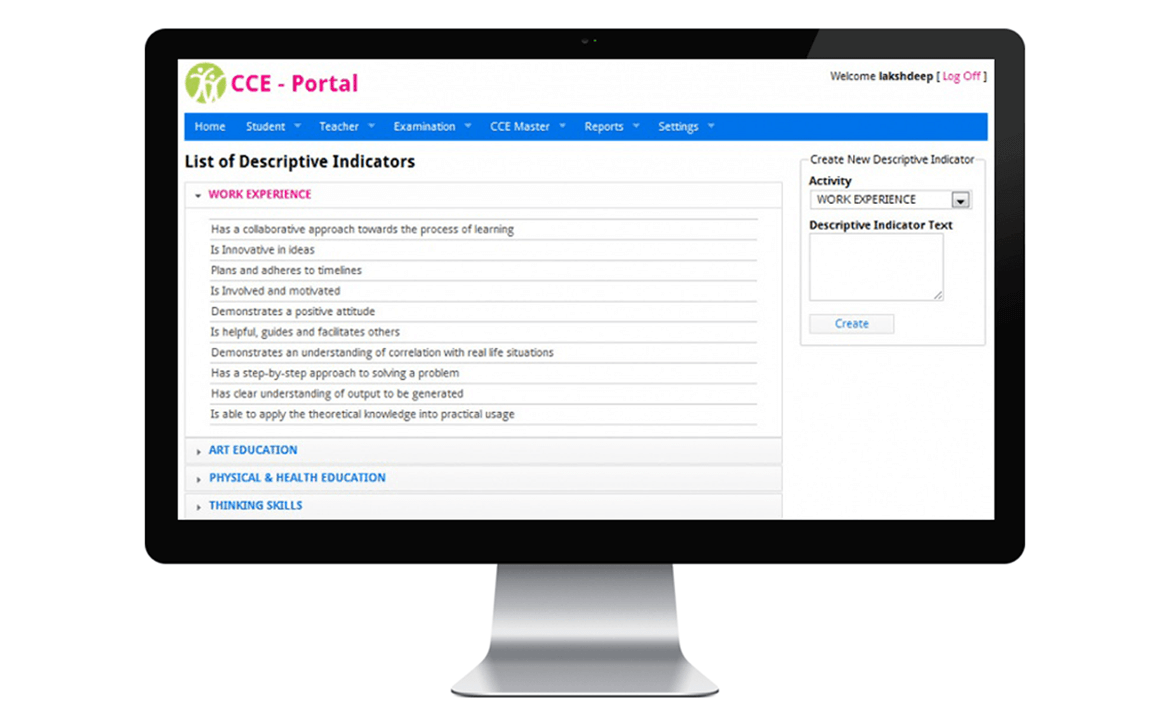 CCE - Portal
Welcome lakshdeep [ Log Off ]
Home Student Teacher Examination CCE Master Reports Settings
List of Descriptive Indicators
WORK EXPERIENCE
Has a collaborative approach towards the process of learning
Is Innovative in ideas
Plans and adheres to timelines
Is Involved and motivated
Demonstrates a positive attitude
Is helpful, guides and facilitates others
Demonstrates an understanding of correlation with real life situations
Has a step-by-step approach to solving a problem
Has clear understanding of output to be generated
Is able to apply the theoretical knowledge into practical usage
ART EDUCATION
PHYSICAL & HEALTH EDUCATION
THINKING SKILLS
Create New Descriptive Indicator
Activity
WORK EXPERIENCE
Descriptive Indicator Text
Create